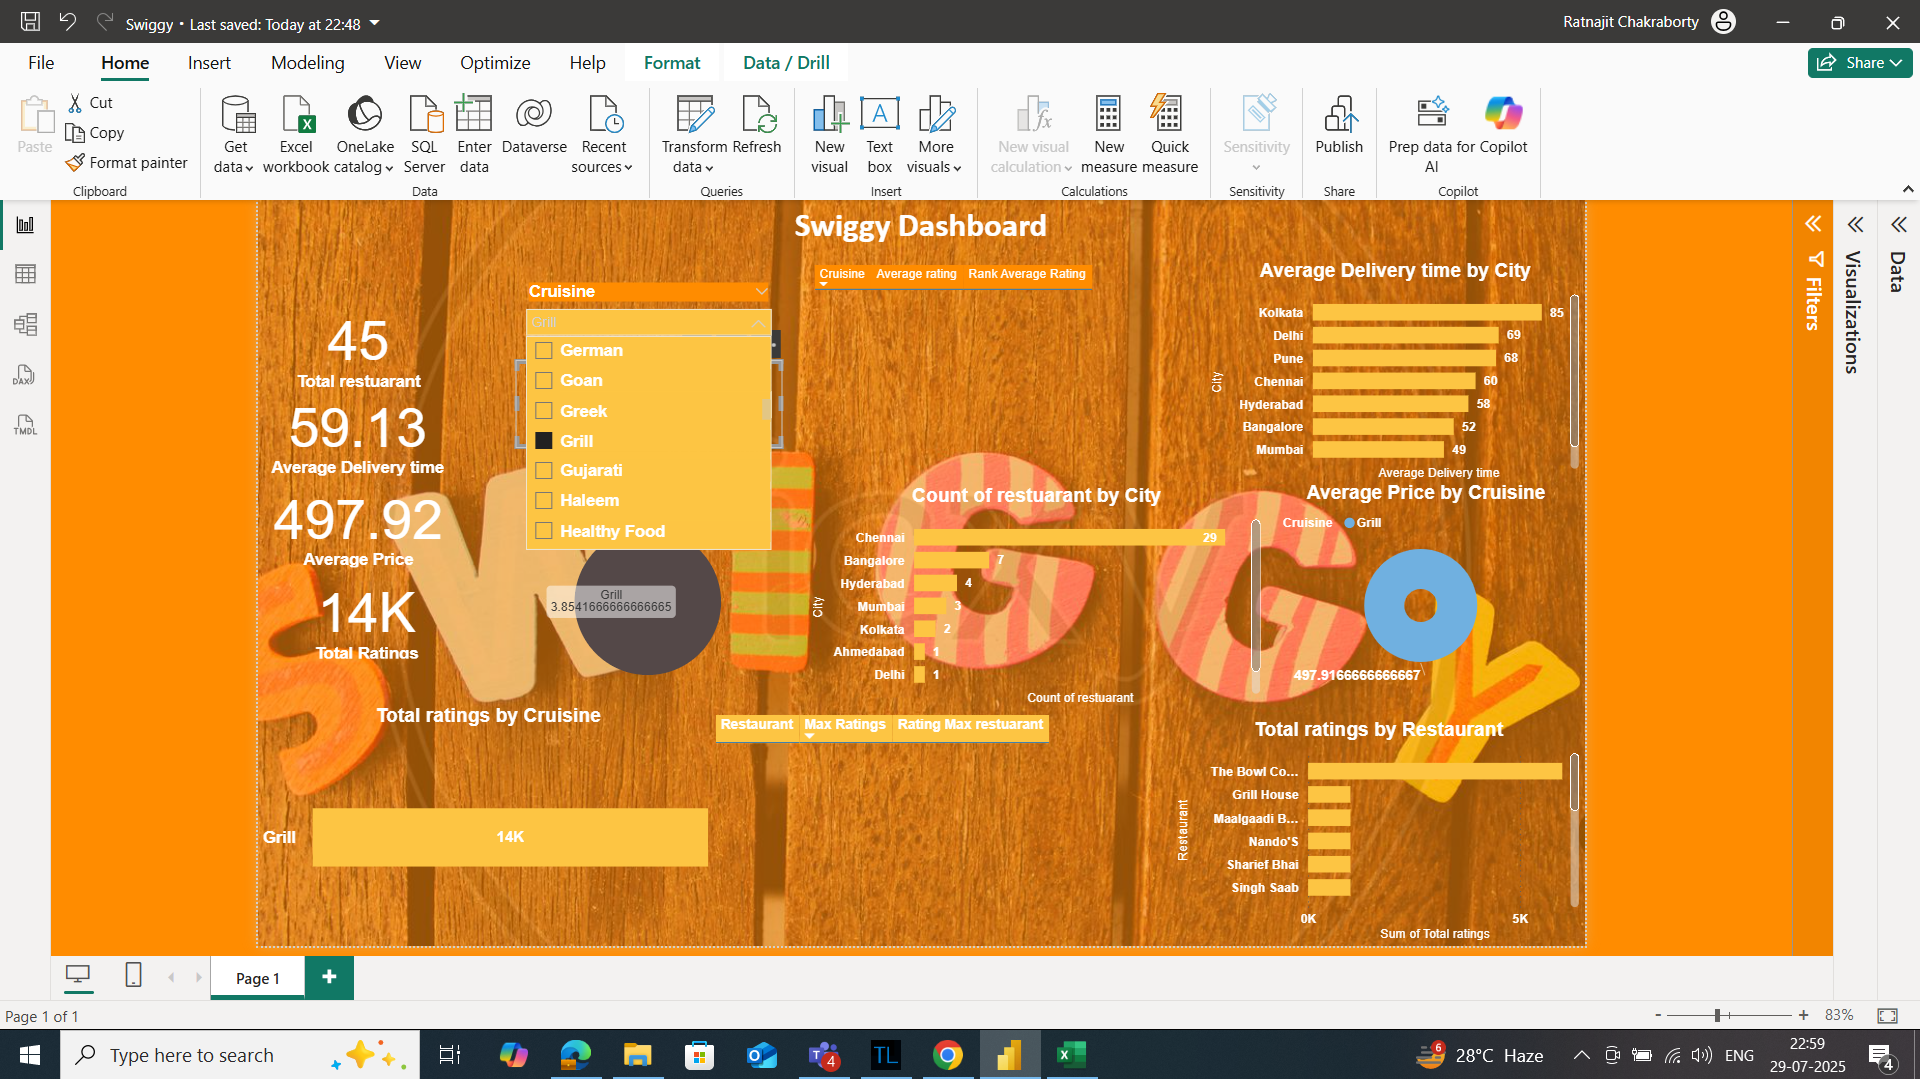 Swiggy • Last saved: Today at 22:48
Ratnajit Chakraborty
File Home Insert Modeling View Optimize Help Format Data / Drill
Share
Paste
Cut
Copy
Format painter
Clipboard
Get data
Excel workbook
OneLake catalog
SQL Server
Enter data
Dataverse
Recent sources
Data
Transform data
Refresh
Queries
New visual
Text box
More visuals
Insert
New visual calculation
New measure
Quick measure
Calculations
Sensitivity
Sensitivity
Publish
Share
Prep data for AI
Copilot
Copilot
DAX
TMDL
Swiggy Dashboard
45
Total restuarant
59.13
Average Delivery time
497.92
Average Price
14K
Total Ratings
Cruisine
Grill
German
Goan
Greek
Grill
Gujarati
Haleem
Healthy Food
Grill
3.8541666666666665
Cruisine Average rating Rank Average Rating
Average Delivery time by City
City
Kolkata 85
Delhi 69
Pune 68
Chennai 60
Hyderabad 58
Bangalore 52
Mumbai 49
Average Delivery time
Count of restuarant by City
City
Chennai 29
Bangalore 7
Hyderabad 4
Mumbai 3
Kolkata 2
Ahmedabad 1
Delhi 1
Count of restuarant
Average Price by Cruisine
Cruisine Grill
497.9166666666667
Total ratings by Cruisine
Grill 14K
Restaurant Max Ratings Rating Max restuarant
Total ratings by Restaurant
Restaurant
The Bowl Co...
Grill House
Maalgaadi B...
Nando'S
Sharief Bhai
Singh Saab
0K 5K
Sum of Total ratings
Filters
Visualizations
Data
Page 1
Page 1 of 1
- + 83%
Type here to search
4
TL
6
28°C Haze
ENG
22:59
29-07-2025
4